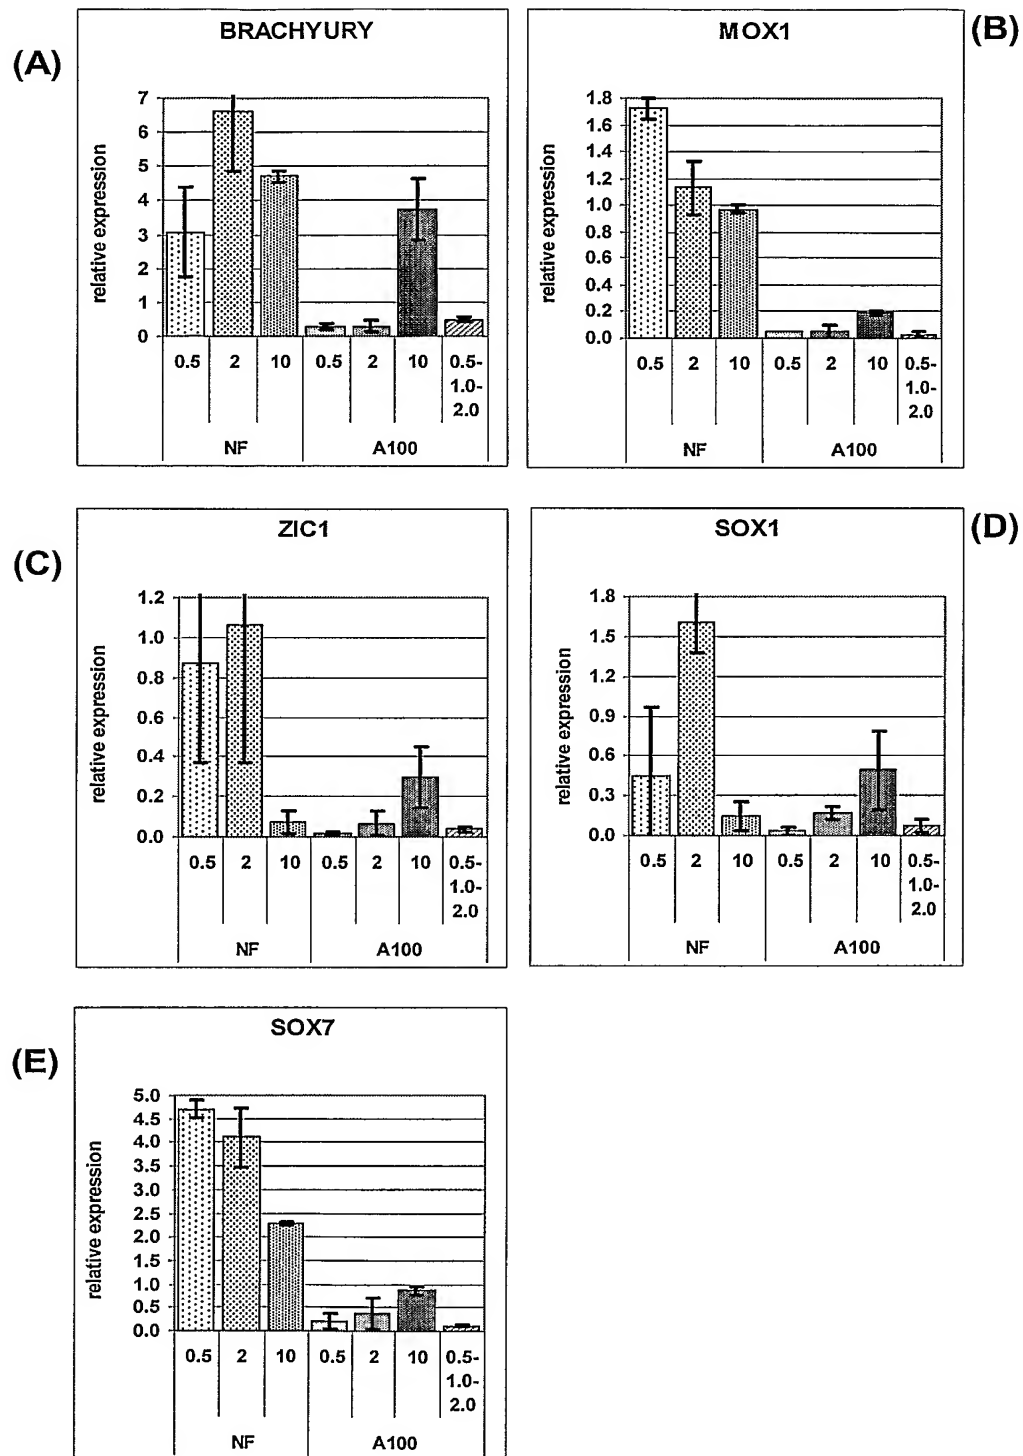 (A)
BRACHYURY
relative expression
7
6
5
4
3
2
1
0
0.5 2 10 0.5 2 10 0.5-
1.0-
2.0
NF A100
(B)
MOX1
relative expression
1.8
1.6
1.4
1.2
1.0
0.8
0.6
0.4
0.2
0.0
0.5 2 10 0.5 2 10 0.5-
1.0-
2.0
NF A100
(C)
ZIC1
relative expression
1.2
1.0
0.8
0.6
0.4
0.2
0.0
0.5 2 10 0.5 2 10 0.5-
1.0-
2.0
NF A100
(D)
SOX1
relative expression
1.8
1.5
1.2
0.9
0.6
0.3
0.0
0.5 2 10 0.5 2 10 0.5-
1.0-
2.0
NF A100
(E)
SOX7
relative expression
5.0
4.5
4.0
3.5
3.0
2.5
2.0
1.5
1.0
0.5
0.0
0.5 2 10 0.5 2 10 0.5-
1.0-
2.0
NF A100